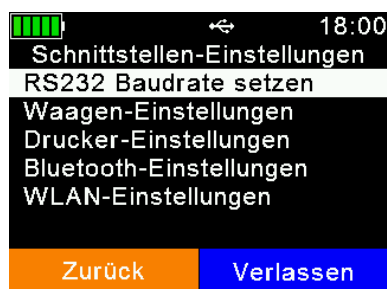 18:00
Schnittstellen-Einstellungen
RS232 Baudrate setzen
Waagen-Einstellungen
Drucker-Einstellungen
Bluetooth-Einstellungen
WLAN-Einstellungen
Zurück Verlassen